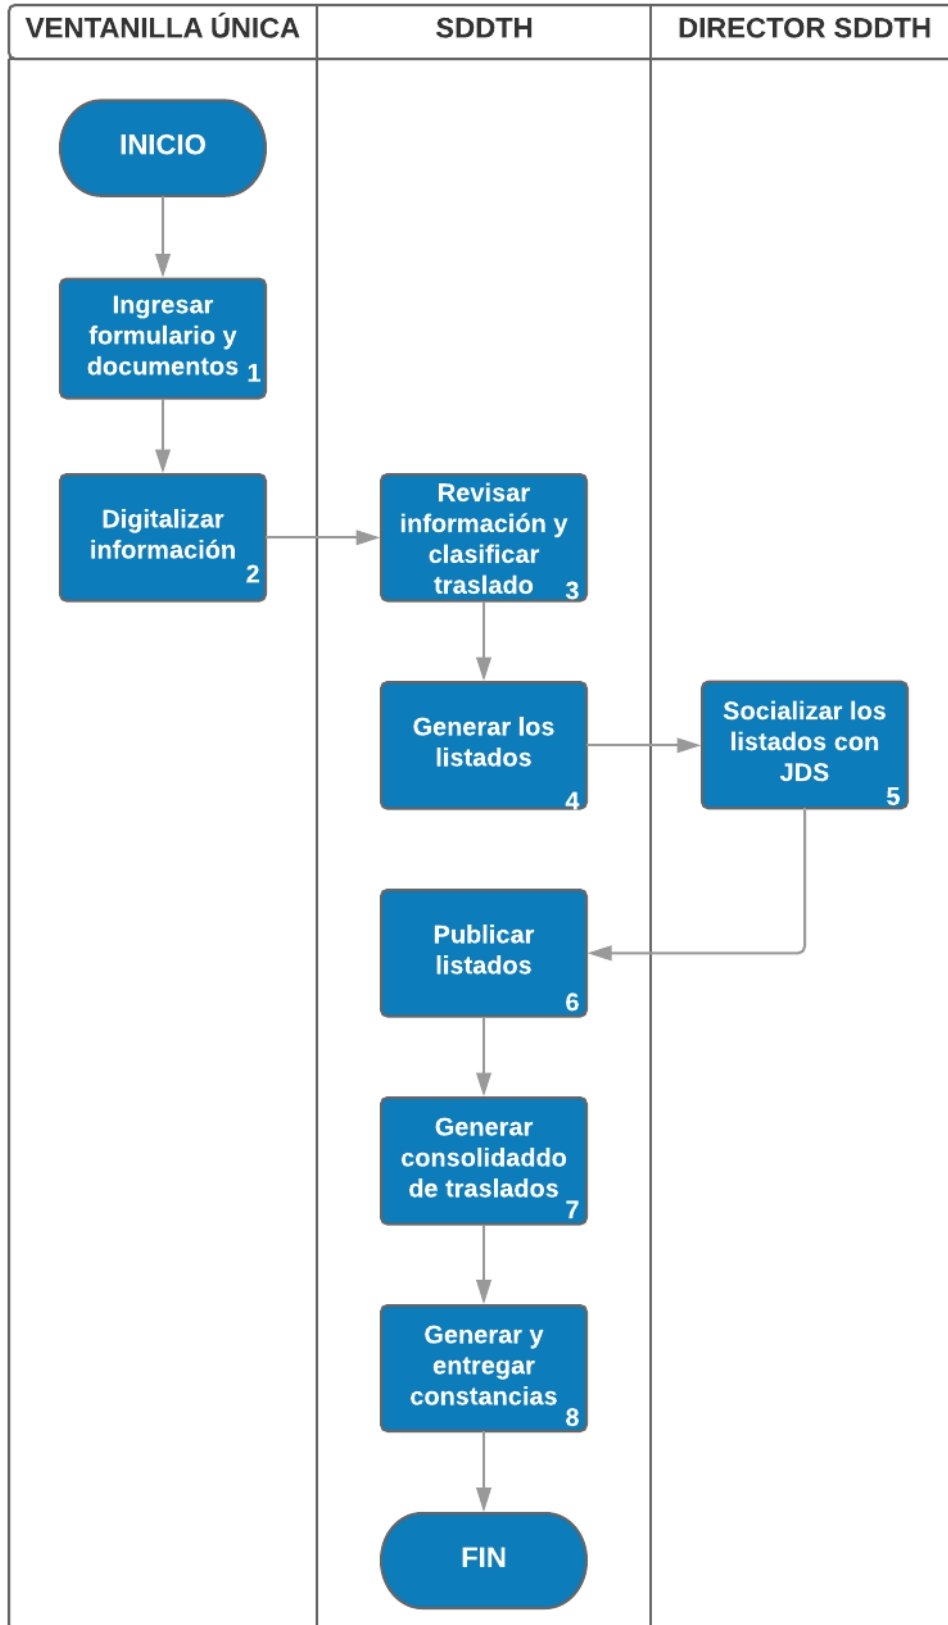 VENTANILLA ÚNICA
SDDTH
DIRECTOR SDDTH
INICIO
Ingresar
formulario y
documentos
1
Digitalizar
información
2
Revisar
información y
clasificar
traslado
3
Generar los
listados
4
Socializar los
listados con
JDS
5
Publicar
listados
6
Generar
consolidaddo
de traslados
7
Generar y
entregar
constancias
8
FIN